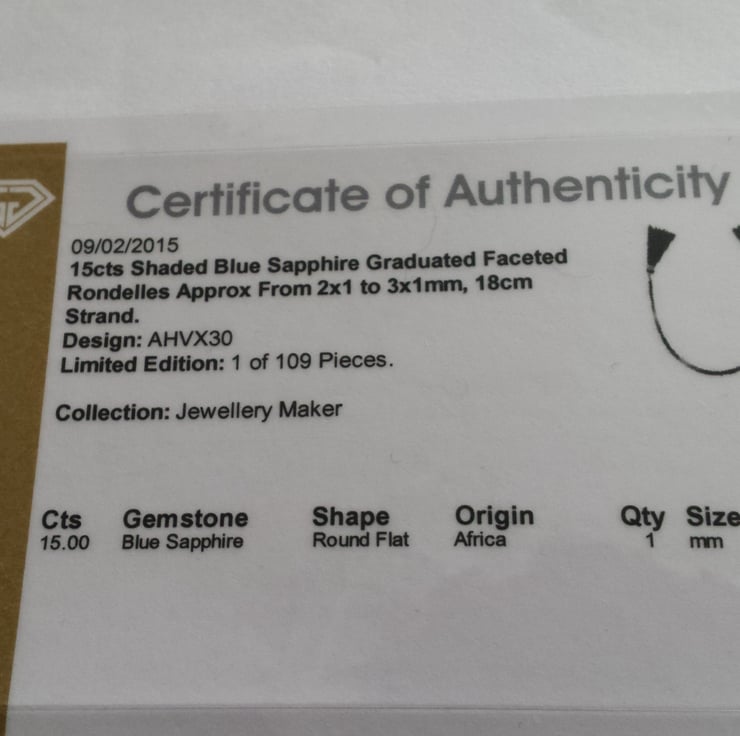 Certificate of Authenticity
09/02/2015
15cts Shaded Blue Sapphire Graduated Faceted
Rondelles Approx From 2x1 to 3x1mm, 18cm
Strand.
Design: AHVX30
Limited Edition: 1 of 109 Pieces.
Collection: Jewellery Maker
Cts Gemstone Shape Origin Qty Size
15.00 Blue Sapphire Round Flat Africa 1 mm